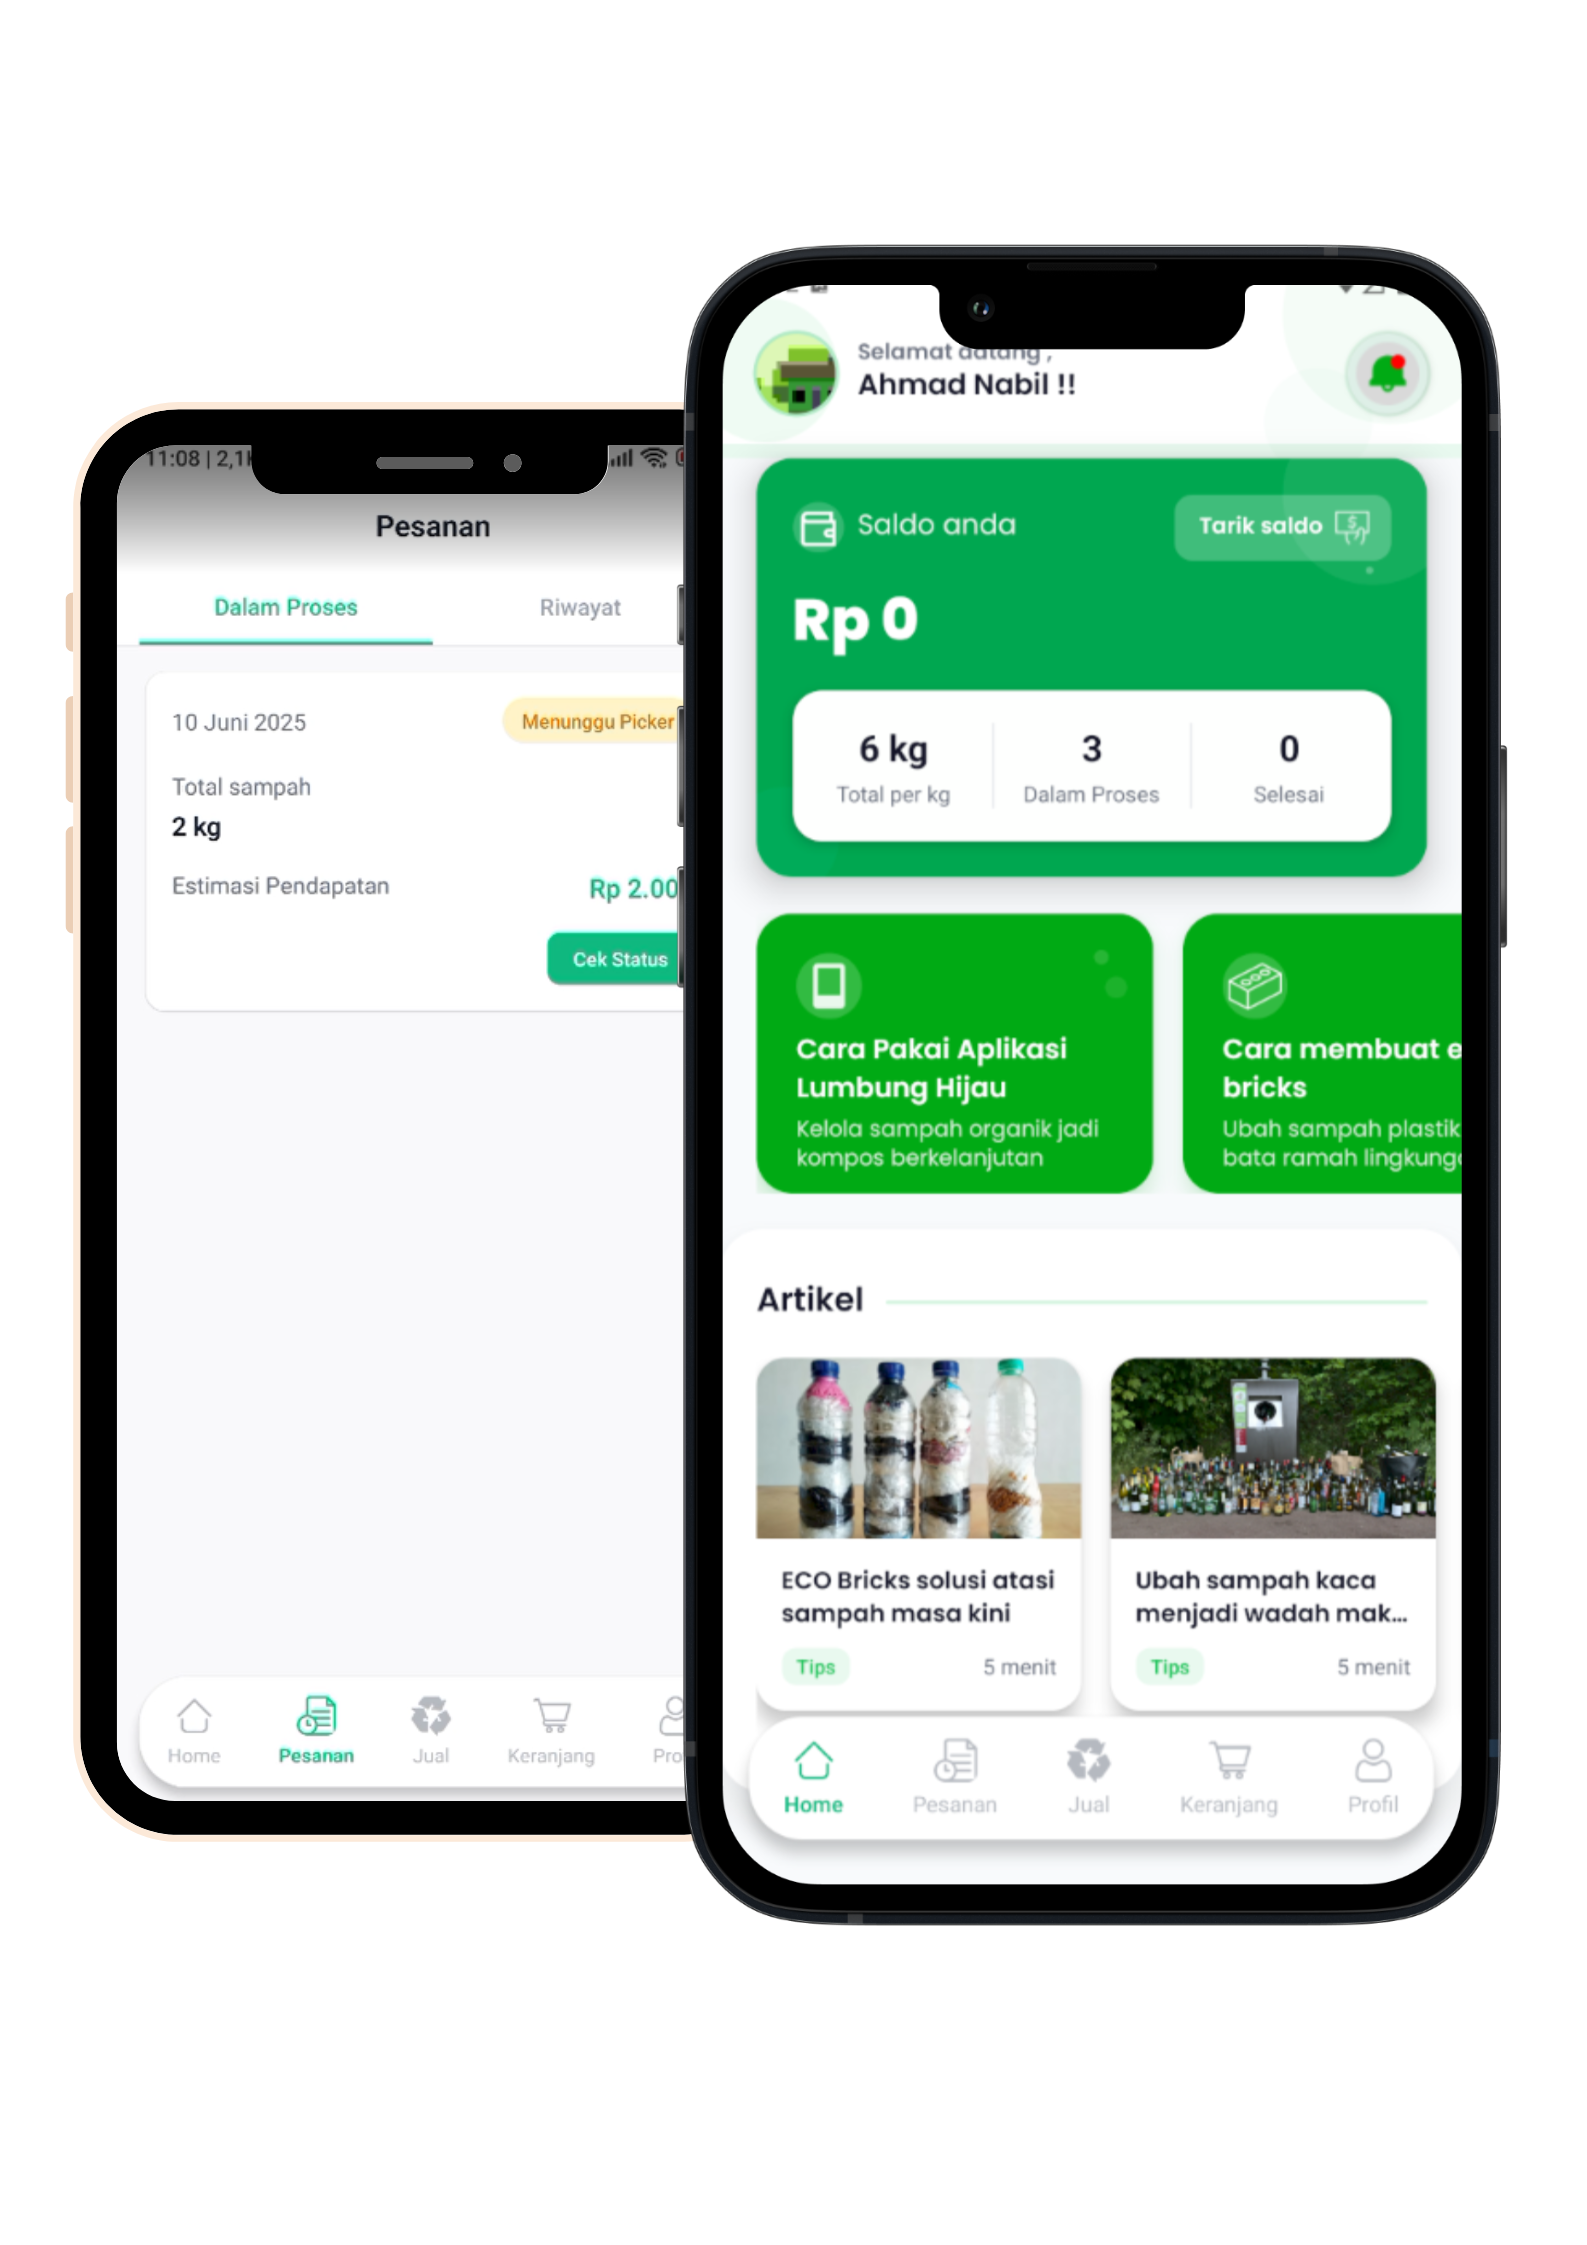 11:08 | 2,1
Pesanan
Dalam Proses
Riwayat
10 Juni 2025
Menunggu Picker
Total sampah
2 kg
Estimasi Pendapatan
Rp 2.00
Cek Status
Home
Pesanan
Jual
Keranjang
Selamat datang ,
Ahmad Nabil !!
Saldo anda
Tarik saldo
Rp 0
6 kg
Total per kg
3
Dalam Proses
0
Selesai
Cara Pakai Aplikasi
Lumbung Hijau
Kelola sampah organik jadi
kompos berkelanjutan
Cara membuat e
bricks
Ubah sampah plastik
bata ramah lingkung
Artikel
ECO Bricks solusi atasi
sampah masa kini
Tips
5 menit
Ubah sampah kaca
menjadi wadah mak...
Tips
5 menit
Home
Pesanan
Jual
Keranjang
Profil